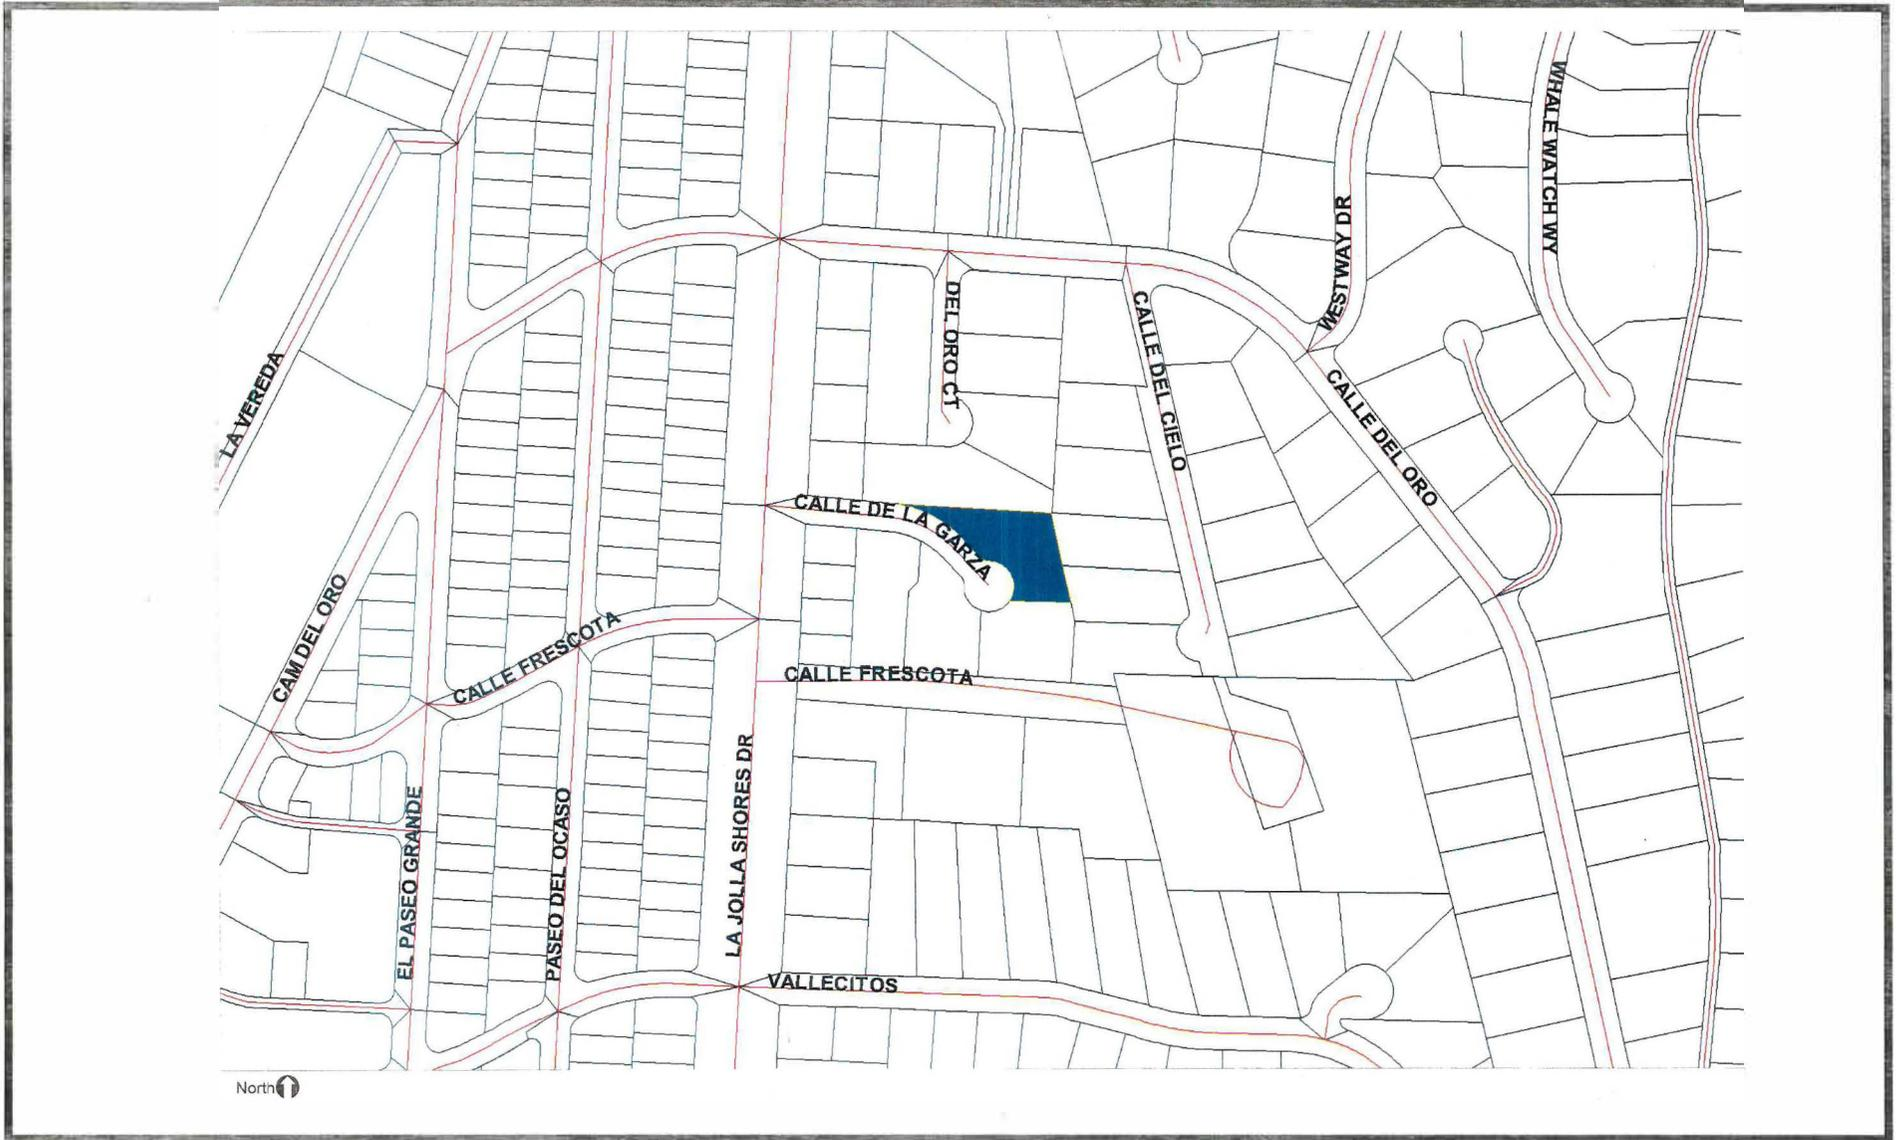 WHALE WATCH WY
WESTWAY DR
DEL ORO CT
CALLE DEL CIELO
LA VEREDA
CALLE DEL ORO
CALLE DE LA GARZA
CAM DEL ORO
CALLE FRESCOTA
CALLE FRESCOTA
LA JOLLA SHORES DR
EL PASEO GRANDE
PASEO DEL OCASO
VALLECITOS
North